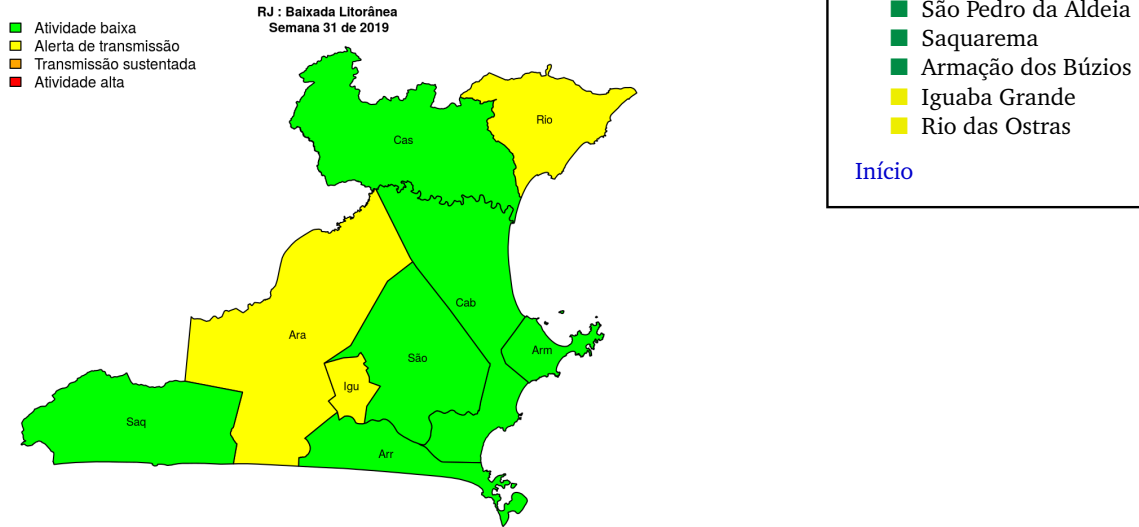 RJ : Baixada Litorânea
Semana 31 de 2019
Atividade baixa
Alerta de transmissão
Transmissão sustentada
Atividade alta
Cas
Rio
Cab
Ara
São
Arm
Igu
Saq
Arr
São Pedro da Aldeia
Saquarema
Armação dos Búzios
Iguaba Grande
Rio das Ostras
Início